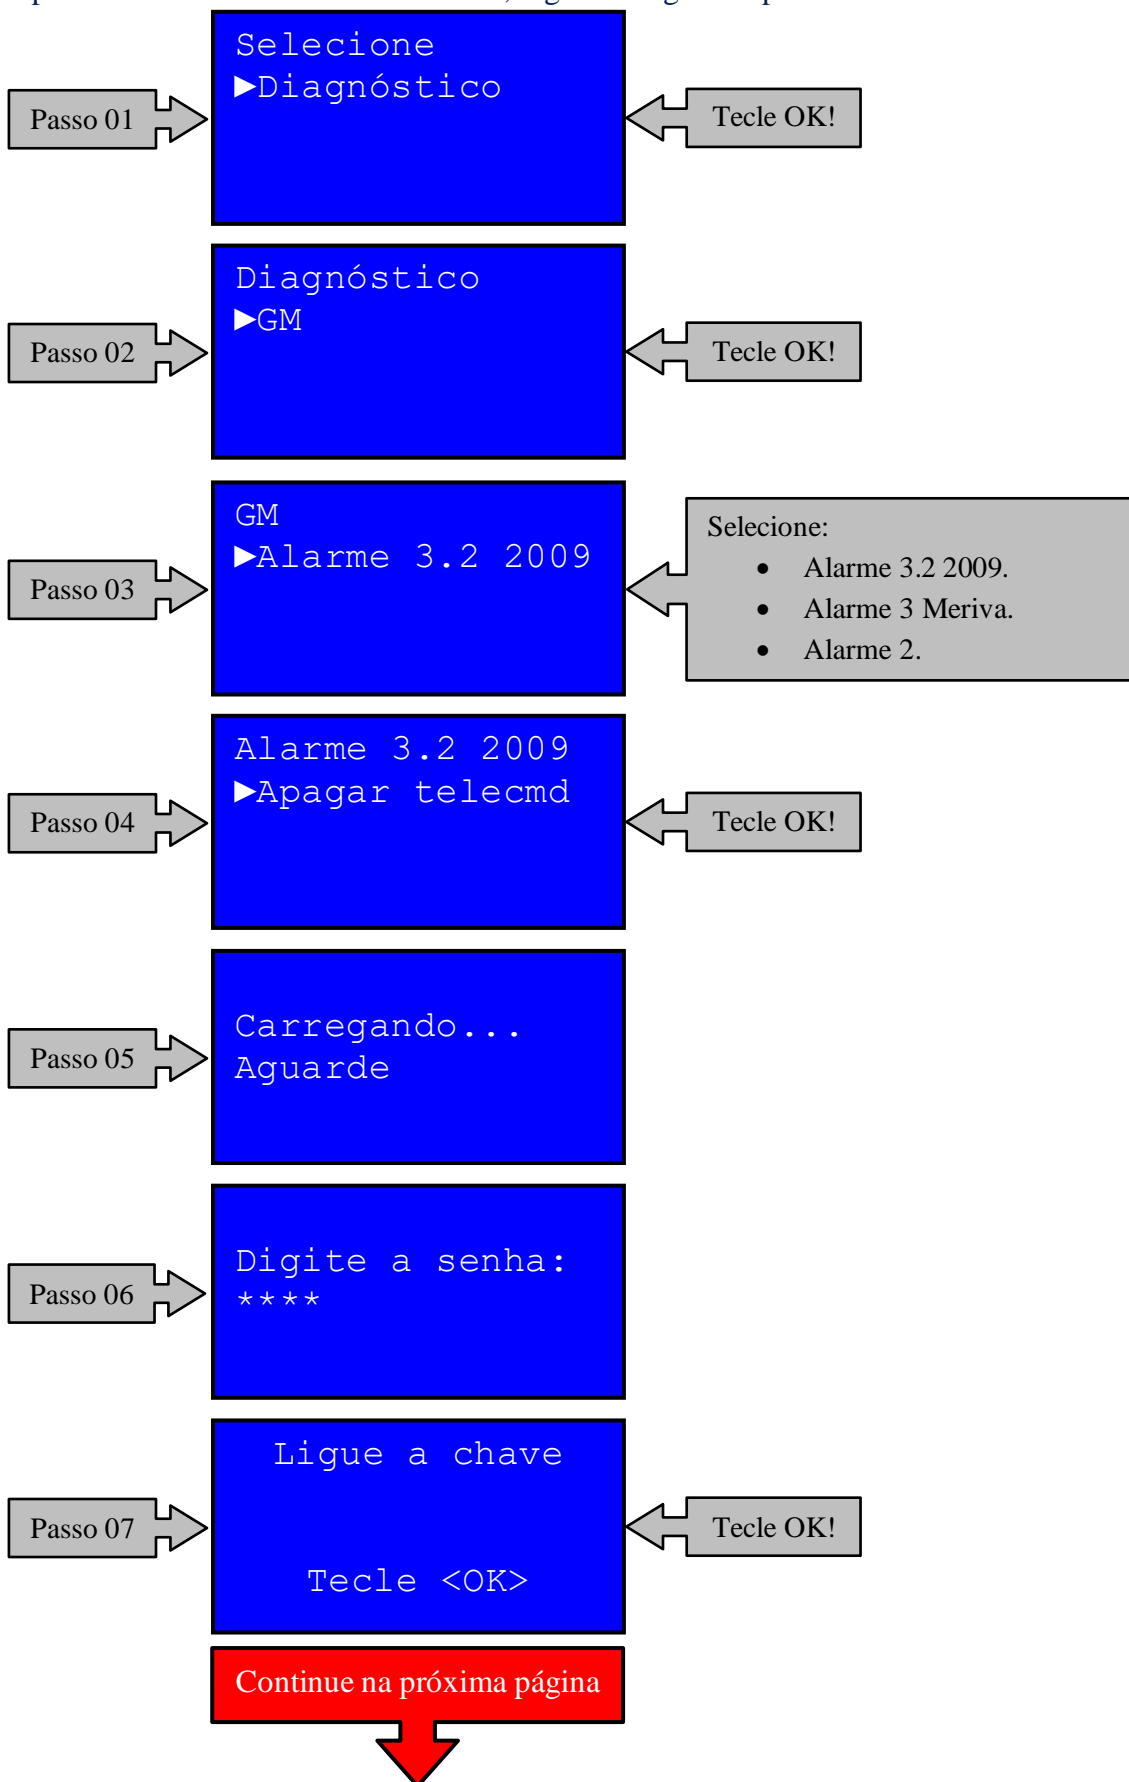 Selecione
►Diagnóstico
Passo 01
Tecle OK!
Diagnóstico
►GM
Passo 02
Tecle OK!
GM
►Alarme 3.2 2009
Passo 03
Selecione:
• Alarme 3.2 2009.
• Alarme 3 Meriva.
• Alarme 2.
Alarme 3.2 2009
►Apagar telecmd
Passo 04
Tecle OK!
Carregando...
Aguarde
Passo 05
Digite a senha:
****
Passo 06
Ligue a chave
Passo 07
Tecle OK!
Tecle <OK>
Continue na próxima página